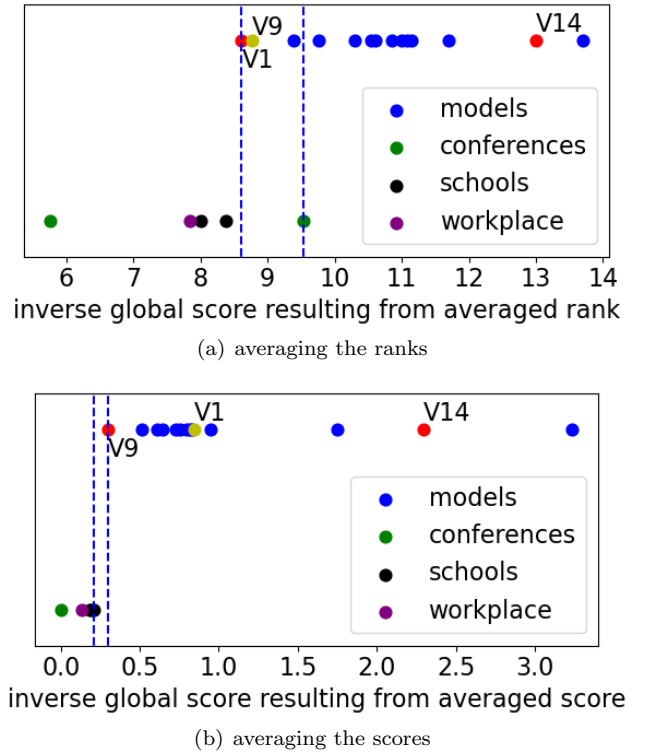 V9
V14
V1
models
conferences
schools
workplace
6 7 8 9 10 11 12 13 14
inverse global score resulting from averaged rank
(a) averaging the ranks
V1
V14
V9
models
conferences
schools
workplace
0.0 0.5 1.0 1.5 2.0 2.5 3.0
inverse global score resulting from averaged score
(b) averaging the scores